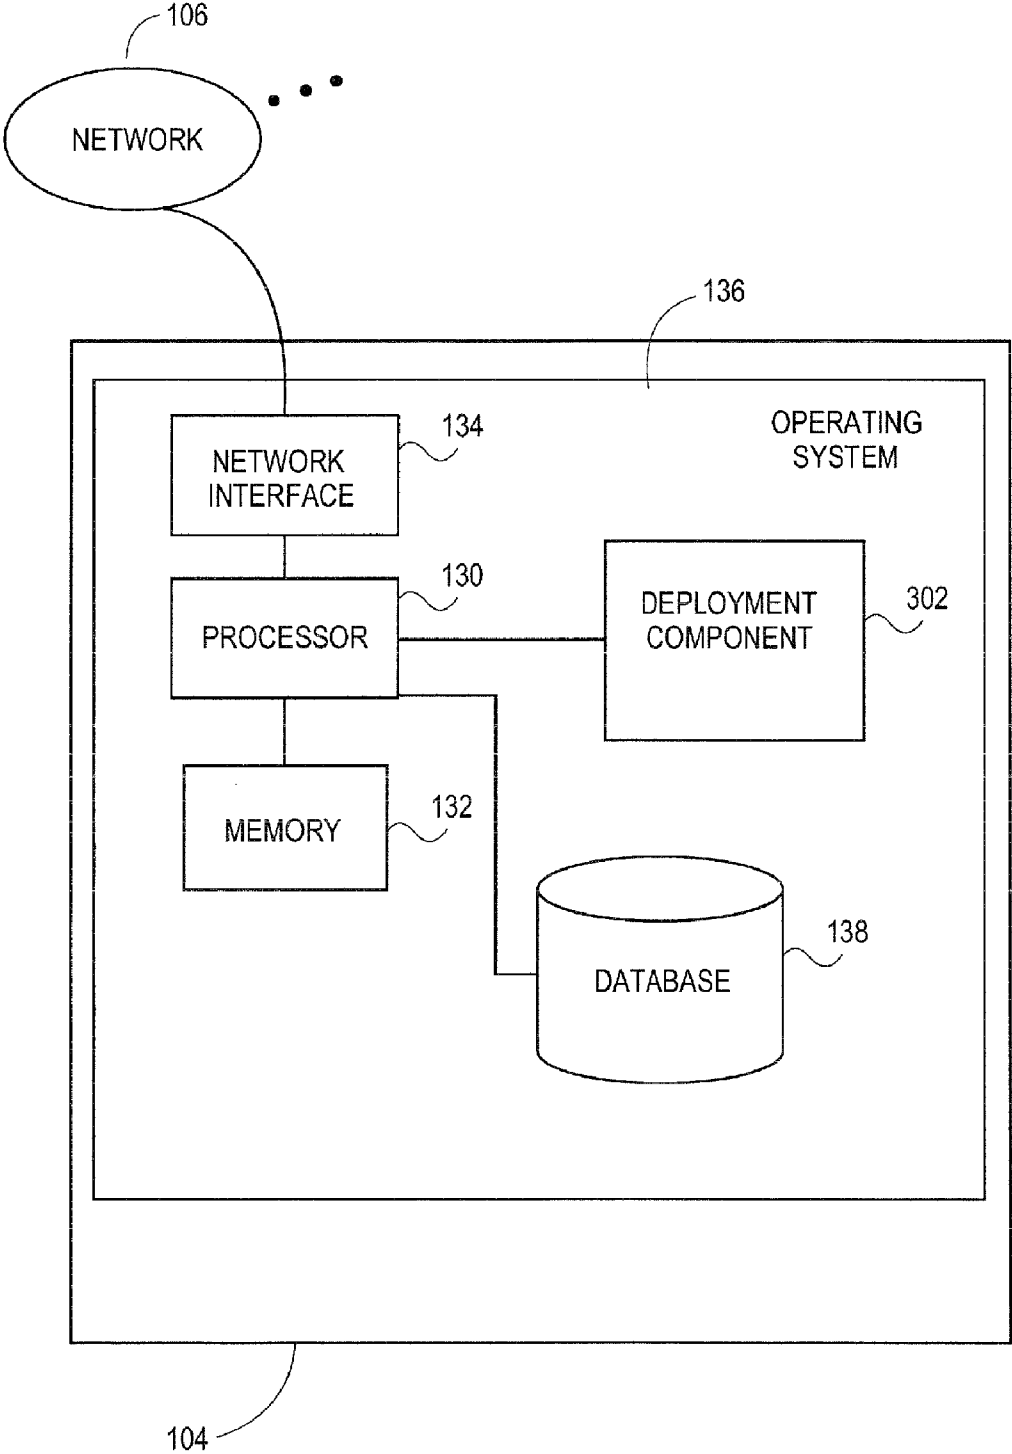 106
NETWORK
136
OPERATING
SYSTEM
134
NETWORK
INTERFACE
130
PROCESSOR
DEPLOYMENT
COMPONENT
302
132
MEMORY
138
DATABASE
104